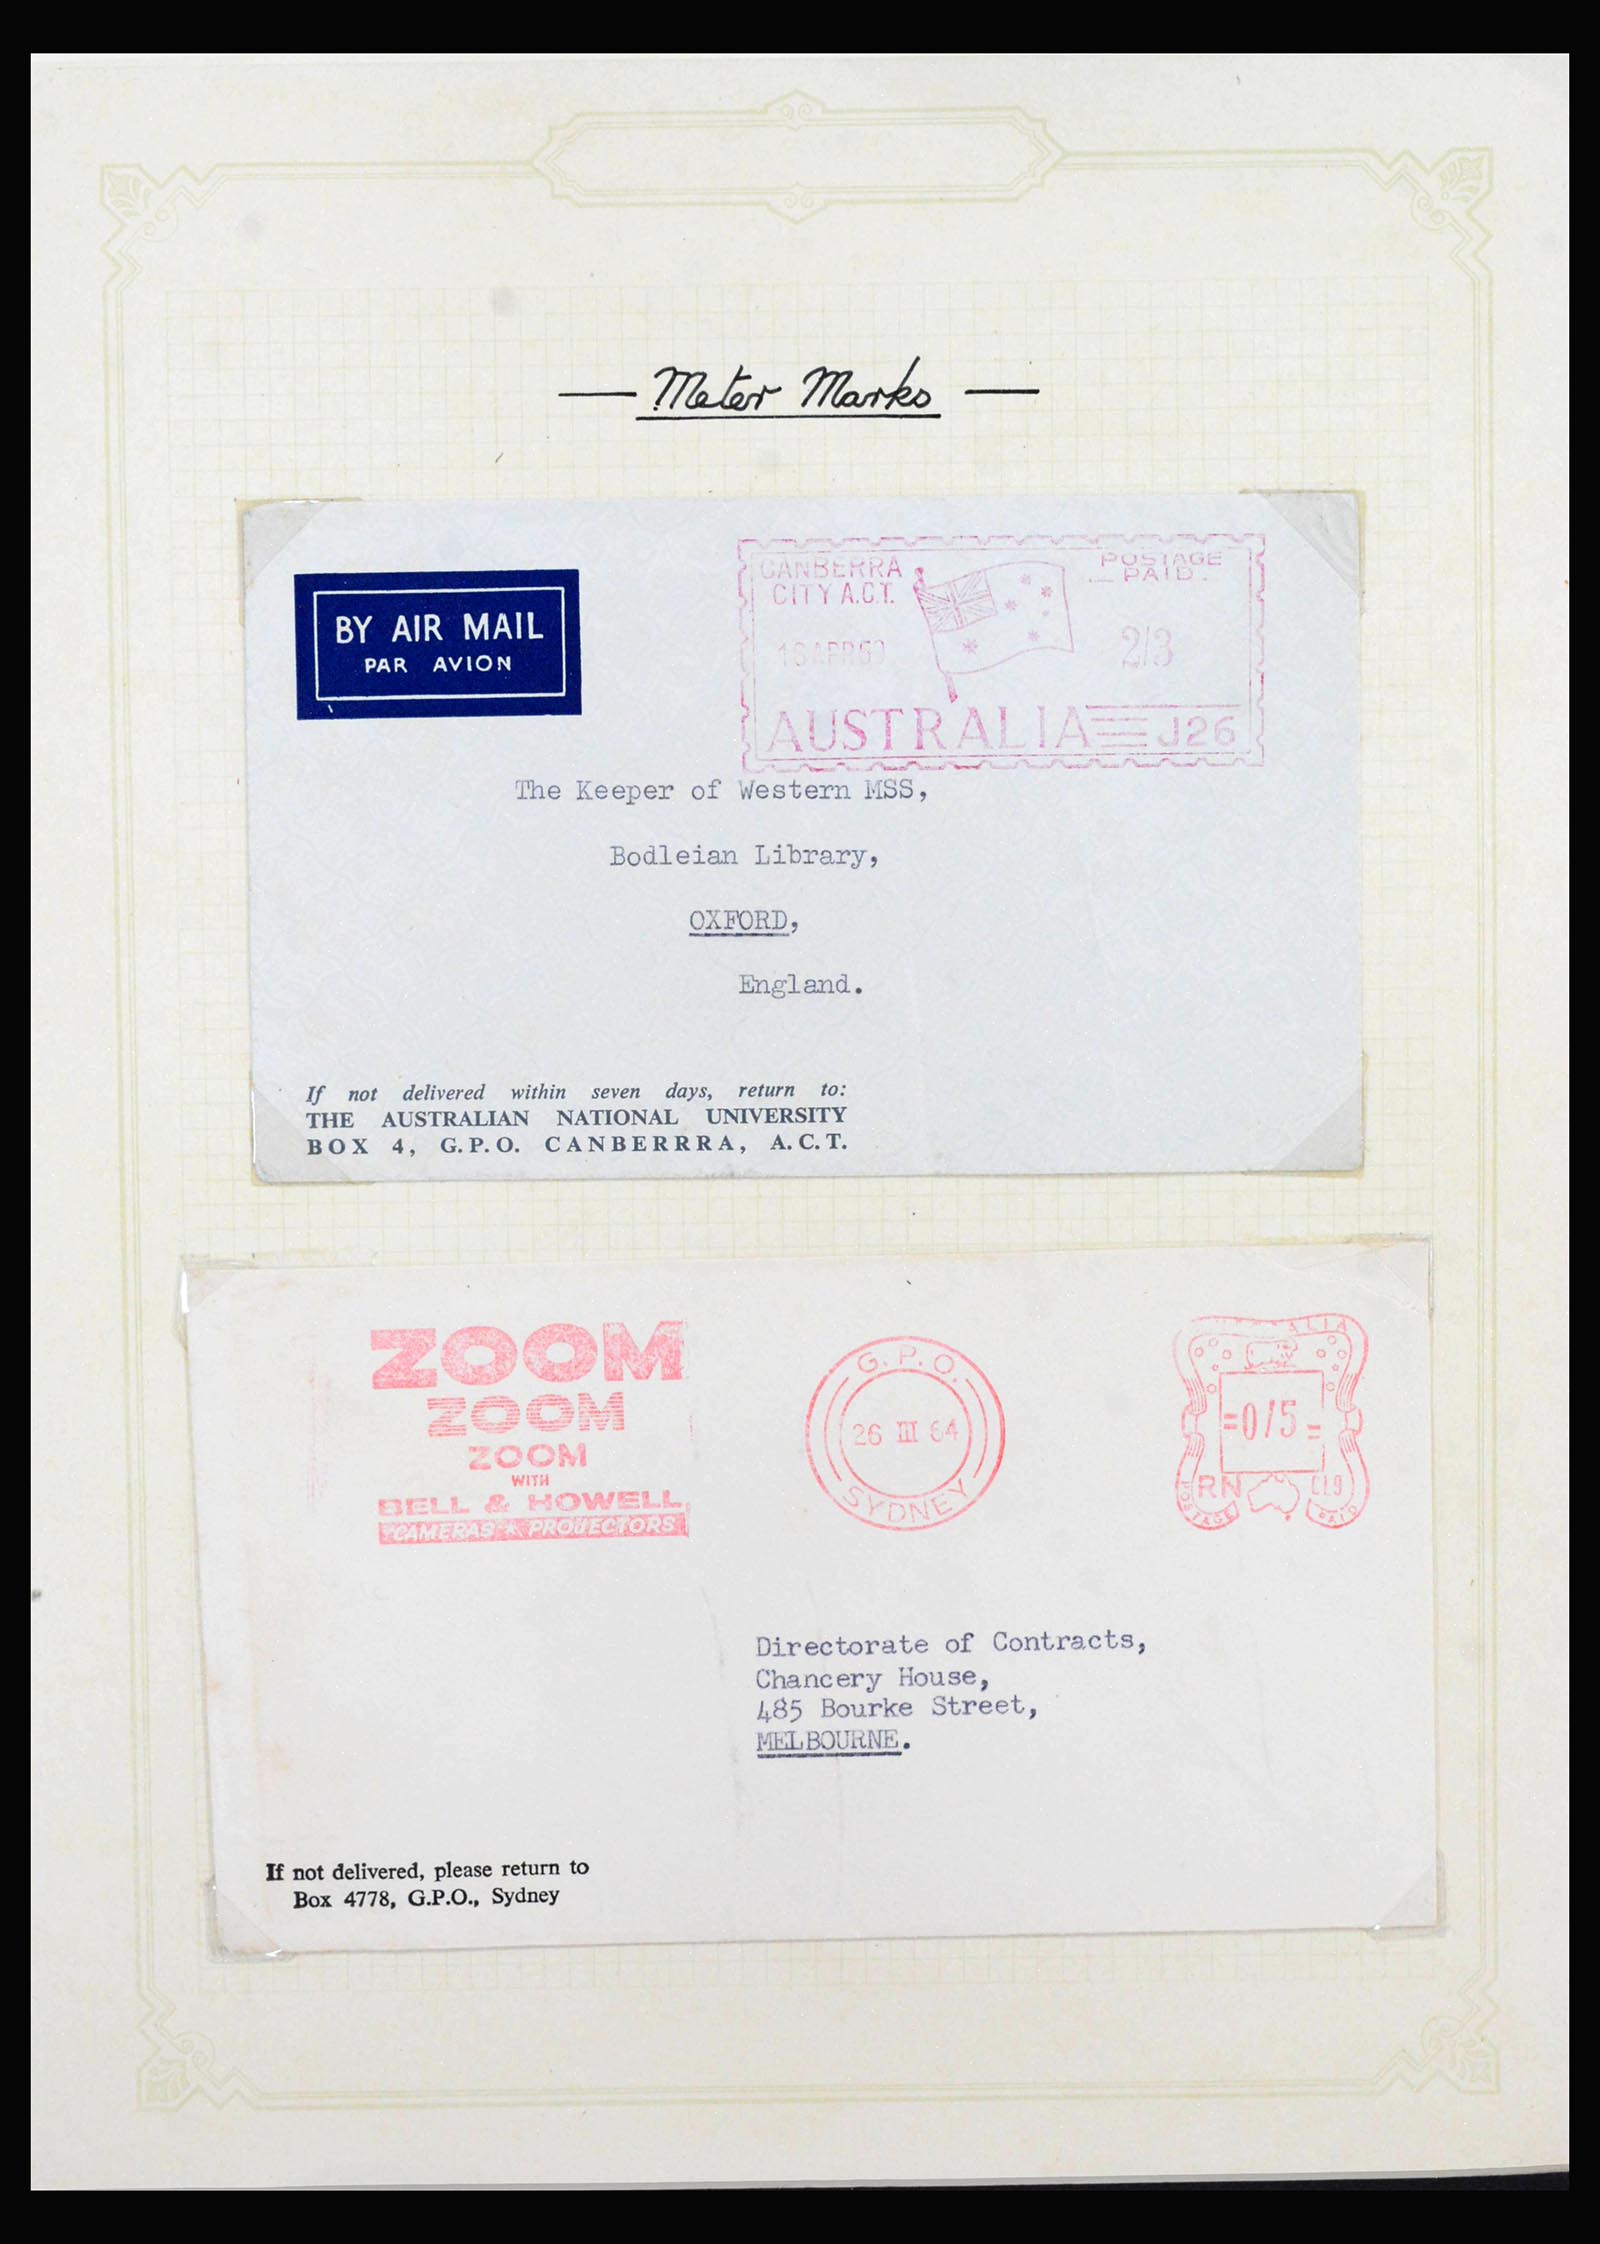 Meter Marks
BY AIR MAIL
PAR AVION
CANBERRA
CITY A.C.T.
POSTAGE
PAID
2/3
AUSTRALIA J26
The Keeper of Western MSS,
Bodleian Library,
OXFORD,
England.
If not delivered within seven days, return to:
THE AUSTRALIAN NATIONAL UNIVERSITY
BOX 4, G.P.O. CANBERRRA, A.C.T.
ZOOM
ZOOM
ZOOM
WITH
BELL & HOWELL
CAMERAS * PROJECTORS
G.P.O.
26 III 64
SYDNEY
=0/5=
RN
POSTAGE PAID
Directorate of Contracts,
Chancery House,
485 Bourke Street,
MELBOURNE.
If not delivered, please return to
Box 4778, G.P.O., Sydney